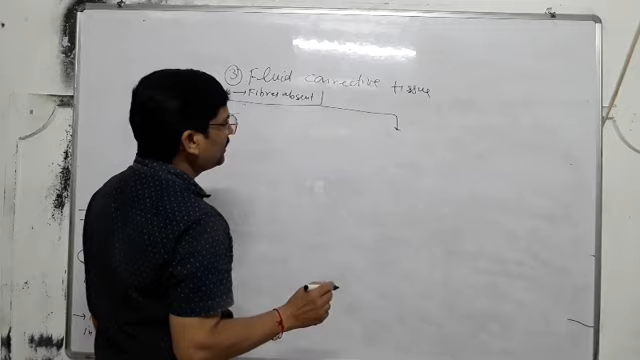 ③ Fluid connective tissue
* → Fibres absent